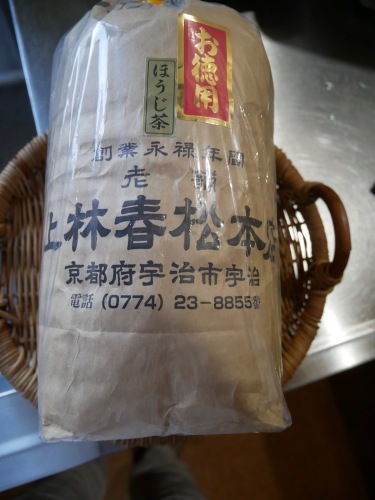 お徳用
ほうじ茶
創業永禄年間
老舗
上林春松本店
京都府宇治市宇治
電話 (0774) 23-8855番